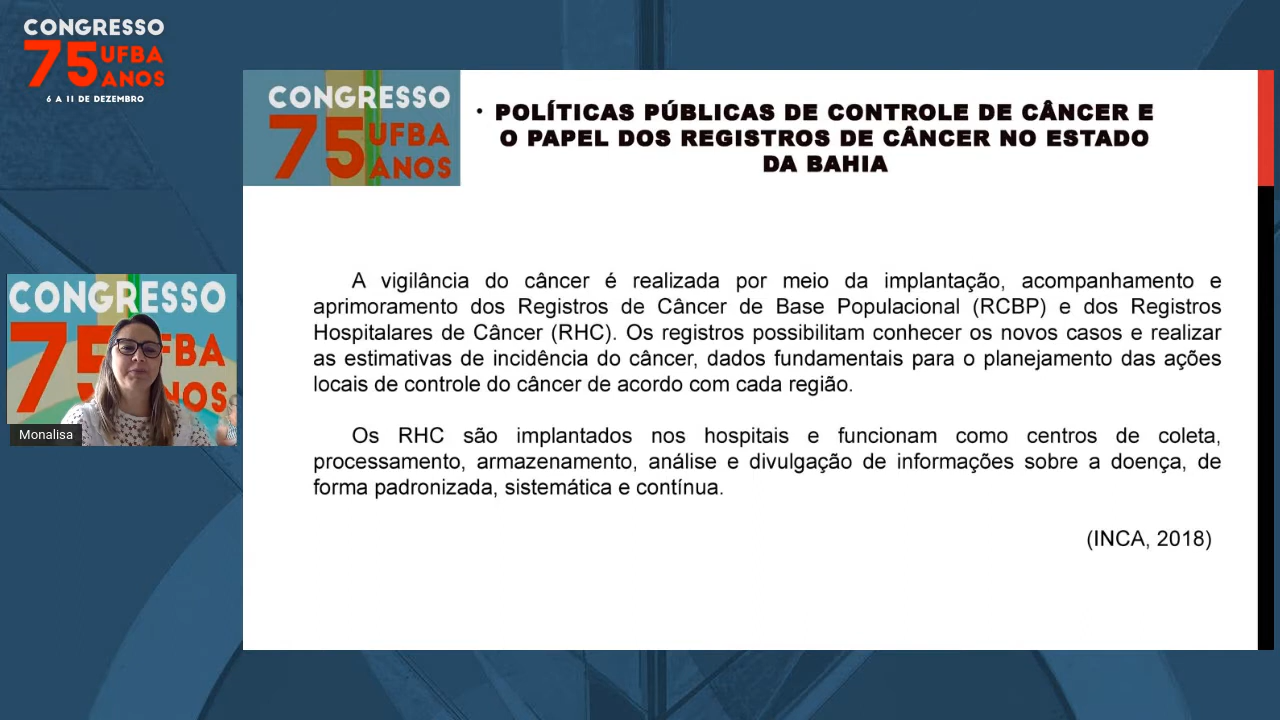 CONGRESSO
75 UFBA
ANOS
6 A 11 DE DEZEMBRO
CONGRESSO
75 UFBA
ANOS
• POLÍTICAS PÚBLICAS DE CONTROLE DE CÂNCER E
O PAPEL DOS REGISTROS DE CÂNCER NO ESTADO
DA BAHIA
A vigilância do câncer é realizada por meio da implantação, acompanhamento e
aprimoramento dos Registros de Câncer de Base Populacional (RCBP) e dos Registros
Hospitalares de Câncer (RHC). Os registros possibilitam conhecer os novos casos e realizar
as estimativas de incidência do câncer, dados fundamentais para o planejamento das ações
locais de controle do câncer de acordo com cada região.
Os RHC são implantados nos hospitais e funcionam como centros de coleta,
processamento, armazenamento, análise e divulgação de informações sobre a doença, de
forma padronizada, sistemática e contínua.
(INCA, 2018)
CONGRESSO
75 FBA
NOS
Monalisa